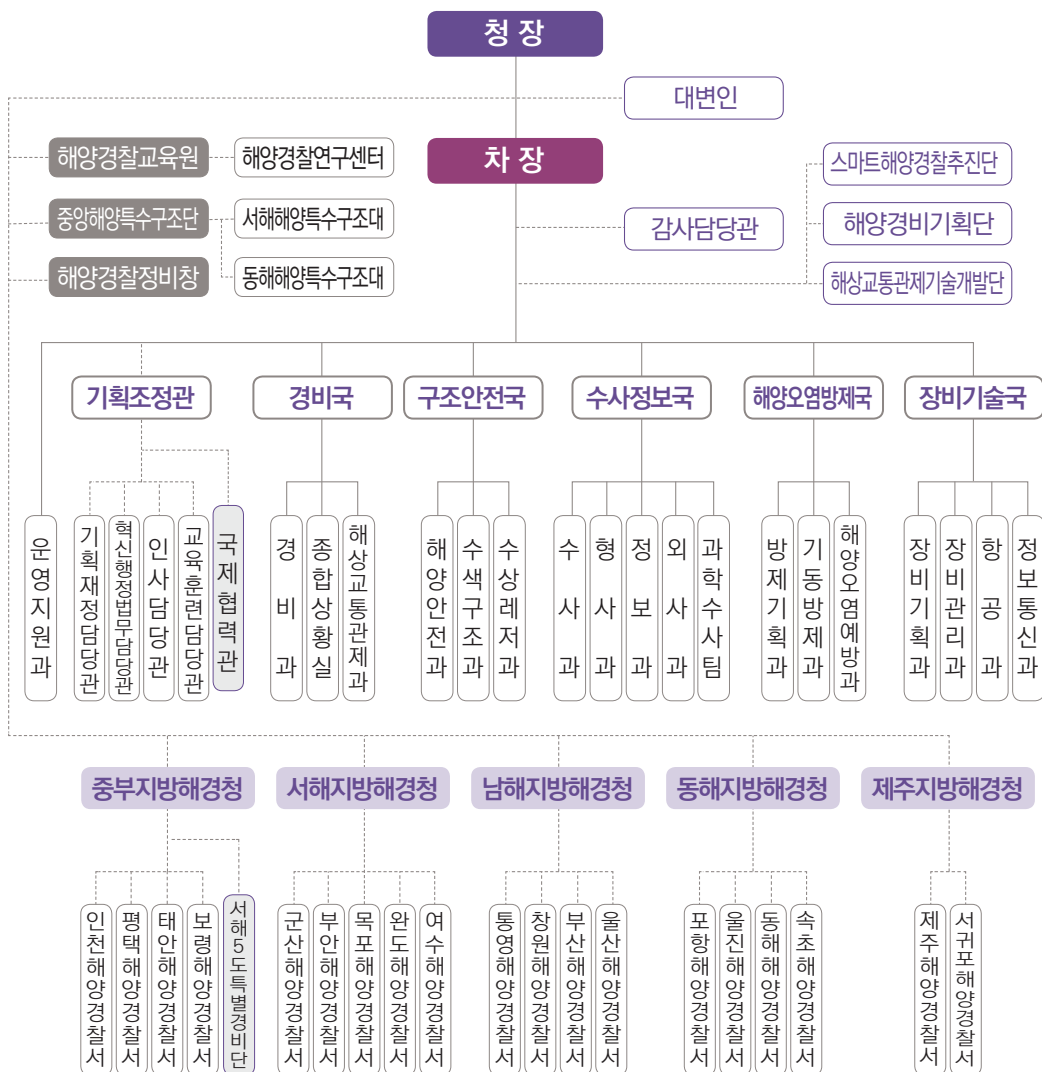 청 장
대변인
해양경찰교육원
해양경찰연구센터
차 장
스마트해양경찰추진단
중앙해양특수구조단
서해해양특수구조대
감사담당관
해양경비기획단
해양경찰정비창
동해해양특수구조대
해상교통관제기술개발단
기획조정관
경비국
구조안전국
수사정보국
해양오염방제국
장비기술국
운영지원과
기획재정담당관
혁신행정법무담당관
인사담당관
교육훈련담당관
국제협력관
경비과
종합상황실
해상교통관제과
해양안전과
수색구조과
수상레저과
수사과
형사과
정보과
외사과
과학수사팀
방제기획과
기동방제과
해양오염예방과
장비기획과
장비관리과
항공과
정보통신과
중부지방해경청
서해지방해경청
남해지방해경청
동해지방해경청
제주지방해경청
인천해양경찰서
평택해양경찰서
태안해양경찰서
보령해양경찰서
서해5도특별경비단
군산해양경찰서
부안해양경찰서
목포해양경찰서
완도해양경찰서
여수해양경찰서
통영해양경찰서
창원해양경찰서
부산해양경찰서
울산해양경찰서
포항해양경찰서
울진해양경찰서
동해해양경찰서
속초해양경찰서
제주해양경찰서
서귀포해양경찰서